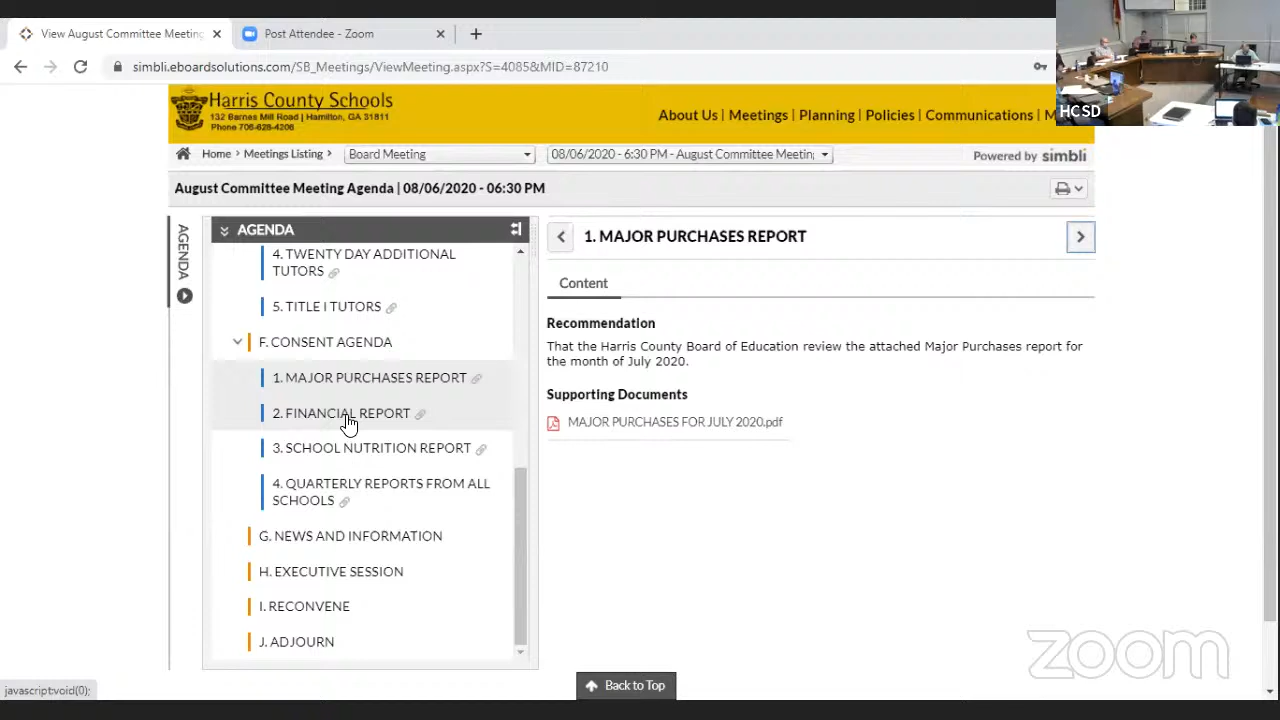 View August Committee Meeting
Post Attendee - Zoom
simbli.eboardsolutions.com/SB_Meetings/ViewMeeting.aspx?S=4085&MID=87210
HCSD
Harris County Schools
132 Barnes Mill Road | Hamilton, GA 31811
Phone 706-628-4206
About Us | Meetings | Planning | Policies | Communications | M
Home > Meetings Listing >
Board Meeting
08/06/2020 - 6:30 PM - August Committee Meetin
Powered by simbli
August Committee Meeting Agenda | 08/06/2020 - 06:30 PM
AGENDA
AGENDA
4. TWENTY DAY ADDITIONAL
TUTORS
5. TITLE I TUTORS
F. CONSENT AGENDA
1. MAJOR PURCHASES REPORT
2. FINANCIAL REPORT
3. SCHOOL NUTRITION REPORT
4. QUARTERLY REPORTS FROM ALL
SCHOOLS
G. NEWS AND INFORMATION
H. EXECUTIVE SESSION
I. RECONVENE
J. ADJOURN
1. MAJOR PURCHASES REPORT
Content
Recommendation
That the Harris County Board of Education review the attached Major Purchases report for
the month of July 2020.
Supporting Documents
MAJOR PURCHASES FOR JULY 2020.pdf
zoom
javascript:void(0);
Back to Top